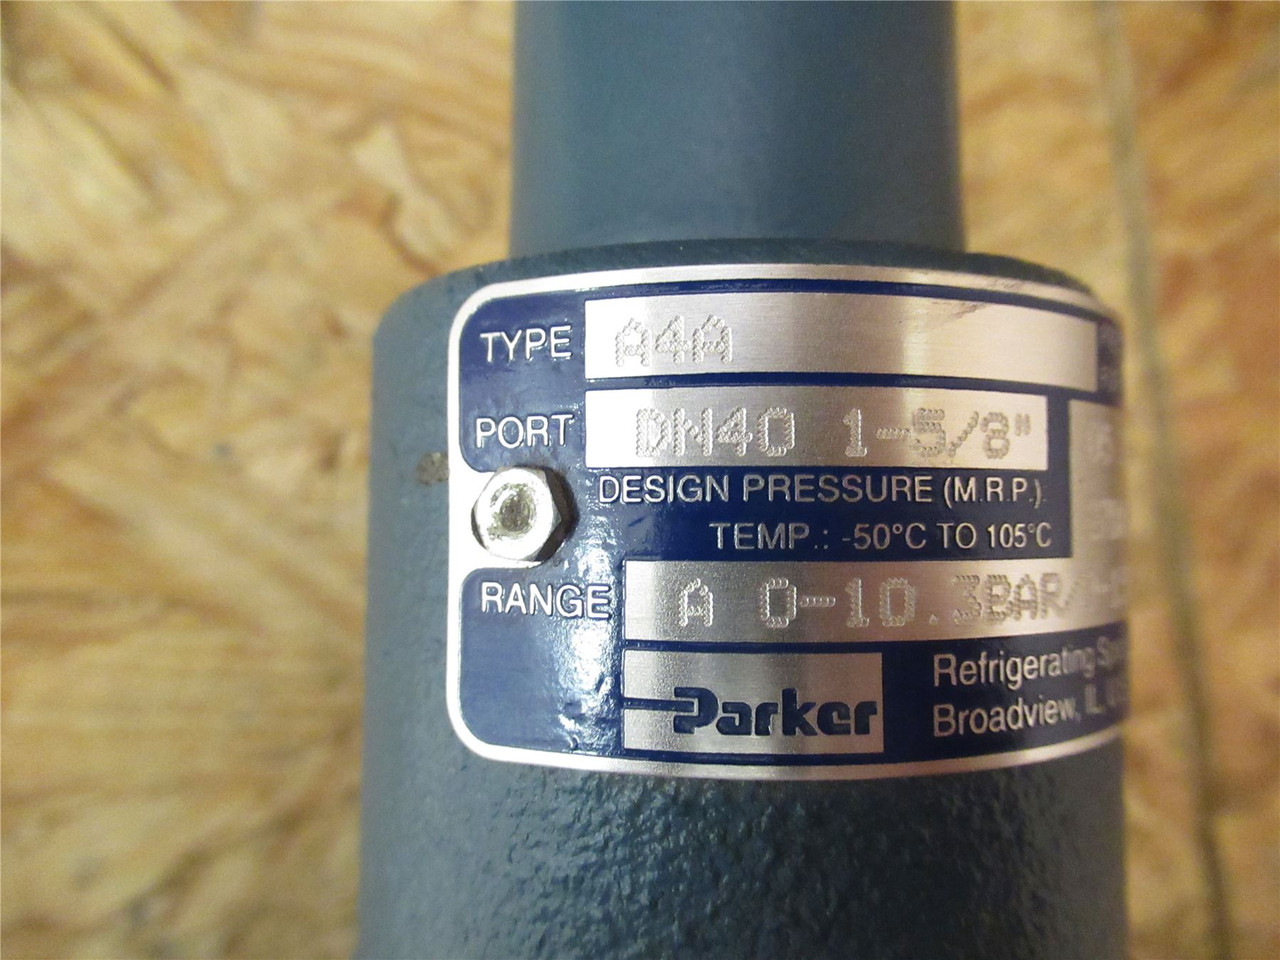 TYPE A4A
PORT DN40 1-5/8"
DESIGN PRESSURE (M.R.P.)
TEMP.: -50°C TO 105°C
RANGE A 0-10.3BAR/
Parker
Refrigerating
Broadview, IL